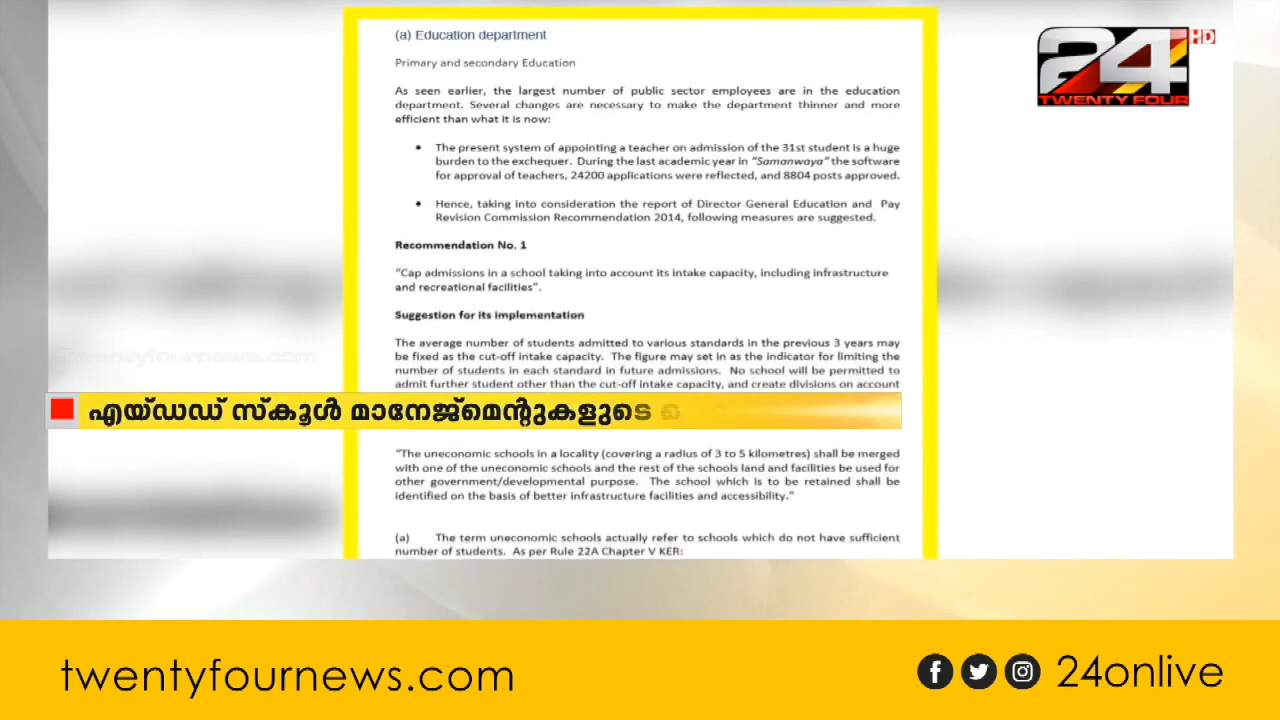 (a) Education department
24 HD
TWENTY FOUR
Primary and secondary Education
As seen earlier, the largest number of public sector employees are in the education
department. Several changes are necessary to make the department thinner and more
efficient than what it is now:
• The present system of appointing a teacher on admission of the 31st student is a huge
burden to the exchequer. During the last academic year in "Samanwaya" the software
for approval of teachers, 24200 applications were reflected, and 8804 posts approved.
• Hence, taking into consideration the report of Director General Education and Pay
Revision Commission Recommendation 2014, following measures are suggested.
Recommendation No. 1
"Cap admissions in a school taking into account its intake capacity, including infrastructure
and recreational facilities".
Suggestion for its implementation
The average number of students admitted to various standards in the previous 3 years may
be fixed as the cut-off intake capacity. The figure may set in as the indicator for limiting the
twentyfournews.com
number of students in each standard in future admissions. No school will be permitted to
admit further student other than the cut-off intake capacity, and create divisions on account
എയ്ഡഡ് സ്കൂൾ മാനേജ്മെന്റുകളുടെ
"The uneconomic schools in a locality (covering a radius of 3 to 5 kilometres) shall be merged
with one of the uneconomic schools and the rest of the schools land and facilities be used for
other government/developmental purpose. The school which is to be retained shall be
identified on the basis of better infrastructure facilities and accessibility."
(a) The term uneconomic schools actually refer to schools which do not have sufficient
number of students. As per Rule 22A Chapter V KER:
twentyfournews.com
24onlive